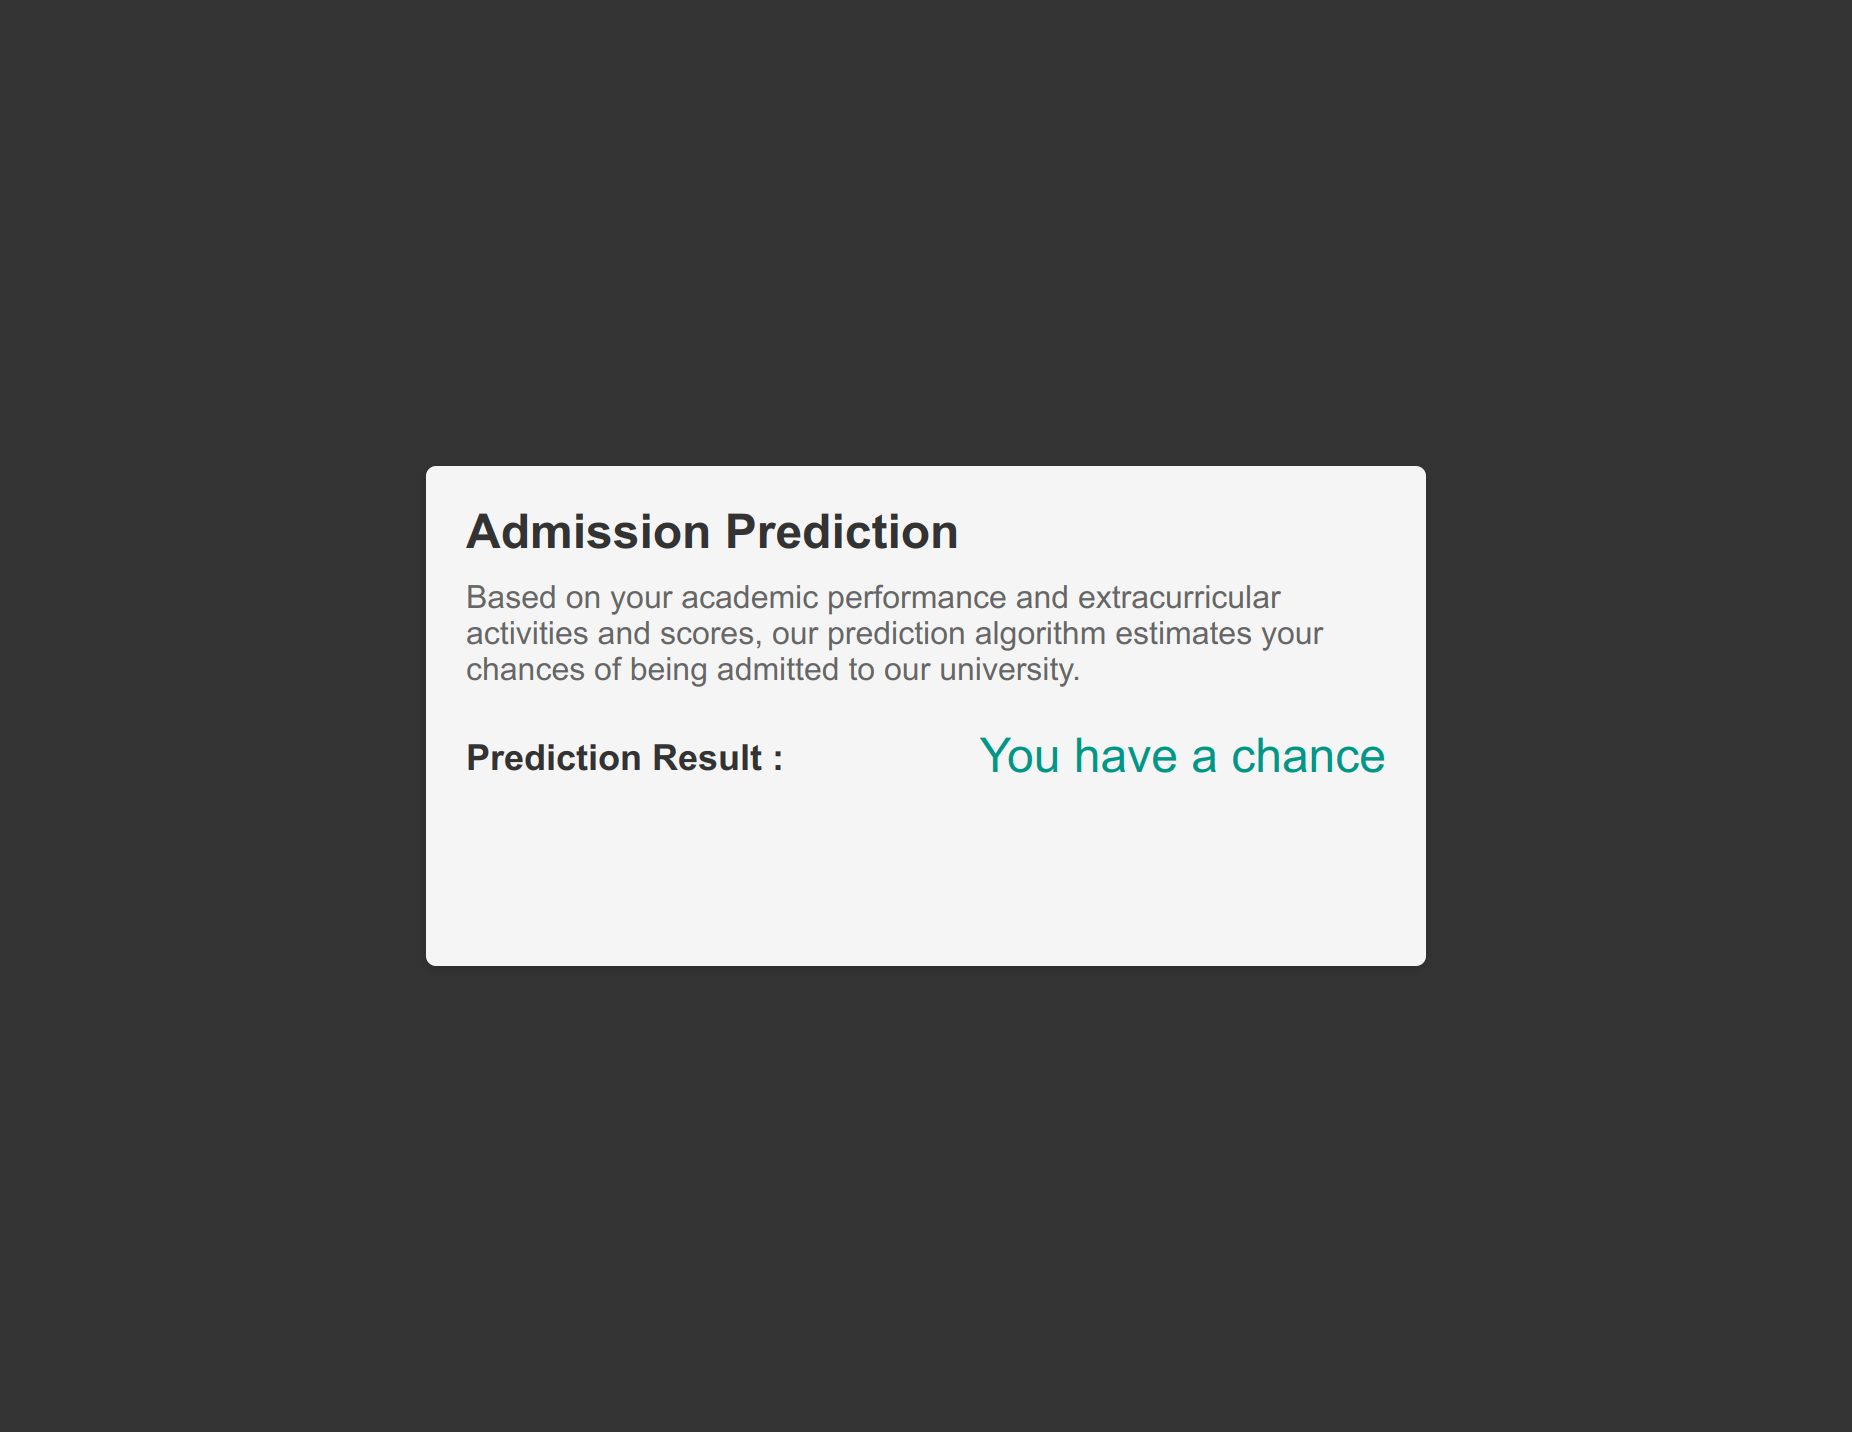 Admission Prediction
Based on your academic performance and extracurricular
activities and scores, our prediction algorithm estimates your
chances of being admitted to our university.
Prediction Result : You have a chance